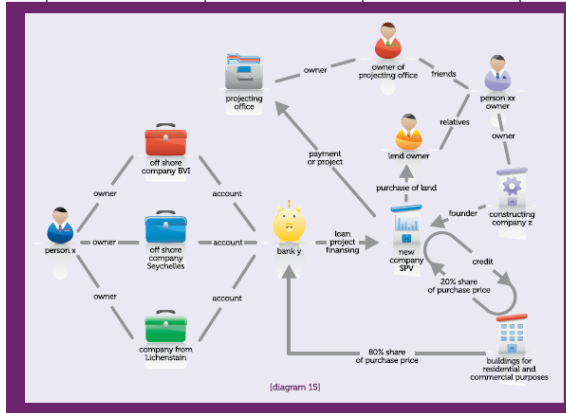 owner
owner of
projecting office
friends
projecting
office
person xx
owner
relatives
owner
off shore
company BVI
payment
or project
lend owner
owner
account
purchase of land
founder
constructing
company z
person x
owner
off shore
company
Seychelles
account
bank y
loan
project
finansing
new
company
SPV
credit
owner
account
20% share
of purchase price
company from
Lichenstain
80% share
of purchase price
buildings for
residential and
commercial purposes
[diagram 15]